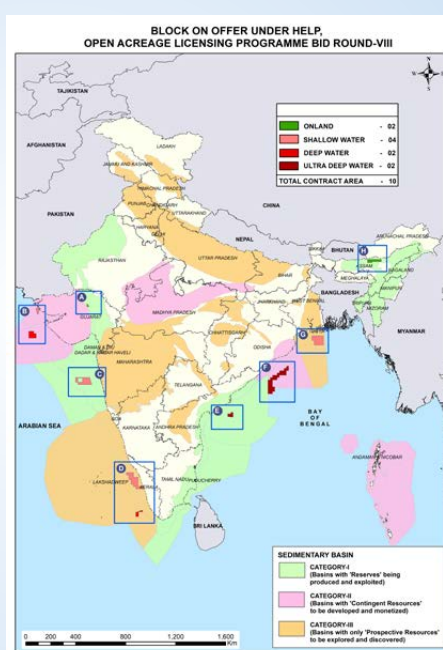 BLOCK ON OFFER UNDER HELP,
OPEN ACREAGE LICENSING PROGRAMME BID ROUND-VIII
N
W E
S
TAJIKISTAN
AFGHANISTAN
LADAKH
JAMMU AND KASHMIR
HIMACHAL PRADESH
PUNJAB
CHANDIGARH
UTTARAKHAND
HARYANA
DELHI
PAKISTAN
CHINA
NEPAL
RAJASTHAN
UTTAR PRADESH
SIKKIM
BHUTAN
ARUNACHAL PRADESH
ASSAM
NAGALAND
MEGHALAYA
MANIPUR
BIHAR
BANGLADESH
TRIPURA
MIZORAM
JHARKHAND
WEST BENGAL
MYANMAR
GUJARAT
MADHYA PRADESH
CHHATTISGARH
DAMAN & DIU
DADAR & NAGAR HAVELI
ODISHA
MAHARASHTRA
TELANGANA
ARABIAN SEA
GOA
KARNATAKA
ANDHRA PRADESH
BAY
OF
BENGAL
ANDAMAN & NICOBAR
LAKSHADWEEP
KERALA
TAMIL NADU
PUDUCHERRY
SRI LANKA
A
B
C
D
E
F
G
H
ONLAND - 02
SHALLOW WATER - 04
DEEP WATER - 02
ULTRA DEEP WATER - 02
TOTAL CONTRACT AREA - 10
SEDIMENTARY BASIN
CATEGORY-I
(Basins with 'Reserves' being
produced and exploited)
CATEGORY-II
(Basins with 'Contingent Resources'
to be developed and monetized)
CATEGORY-III
(Basins with only 'Prospective Resources'
to be explored and discovered)
0 200 400 800 1,200 1,600
Km